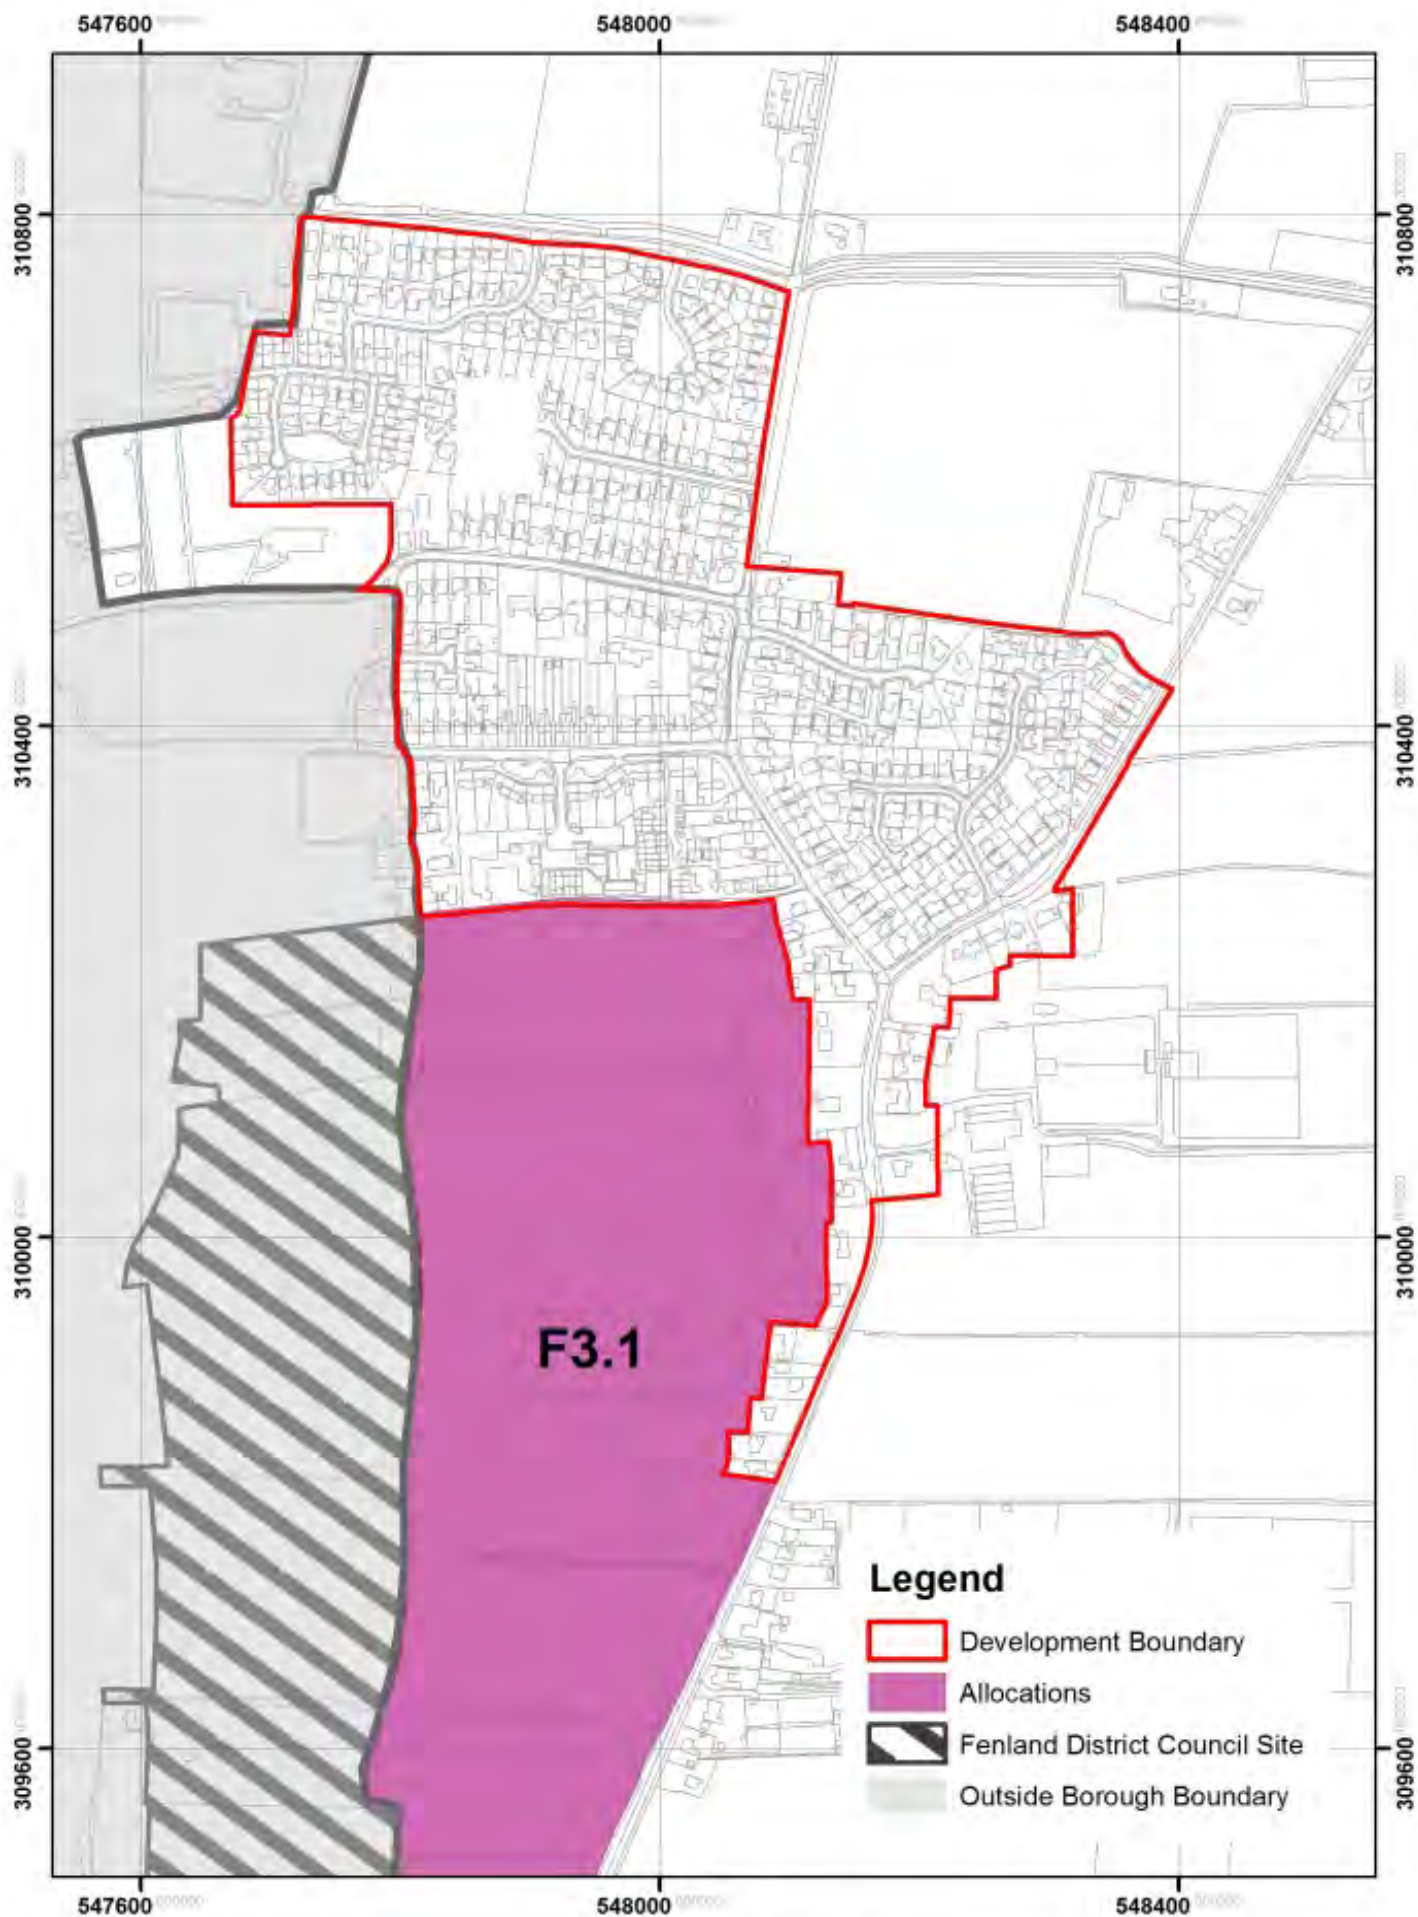 547600 548000 548400
310800 310800
310400 310400
310000 310000
F3.1
Legend
Development Boundary
Allocations
Fenland District Council Site
Outside Borough Boundary
309600 309600
547600 548000 548400